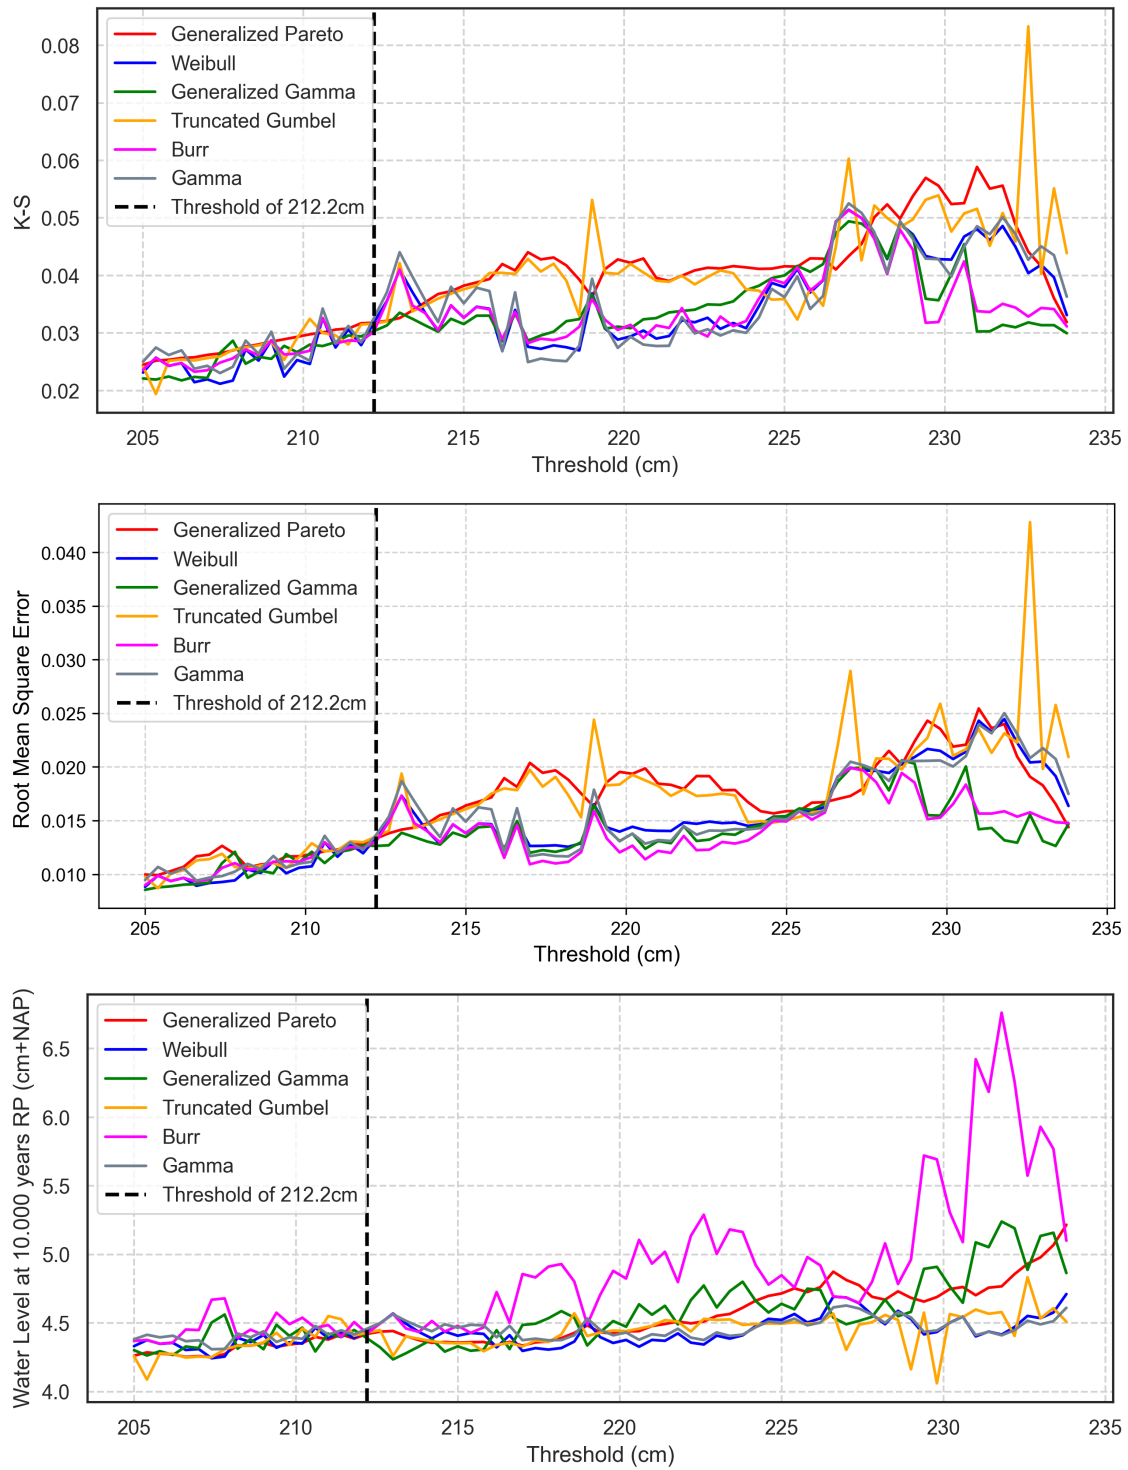 K-S
0.08
0.07
0.06
0.05
0.04
0.03
0.02
Generalized Pareto
Weibull
Generalized Gamma
Truncated Gumbel
Burr
Gamma
Threshold of 212.2cm
205 210 215 220 225 230 235
Threshold (cm)
Root Mean Square Error
0.040
0.035
0.030
0.025
0.020
0.015
0.010
Generalized Pareto
Weibull
Generalized Gamma
Truncated Gumbel
Burr
Gamma
Threshold of 212.2cm
205 210 215 220 225 230 235
Threshold (cm)
Water Level at 10.000 years RP (cm+NAP)
6.5
6.0
5.5
5.0
4.5
4.0
Generalized Pareto
Weibull
Generalized Gamma
Truncated Gumbel
Burr
Gamma
Threshold of 212.2cm
205 210 215 220 225 230 235
Threshold (cm)